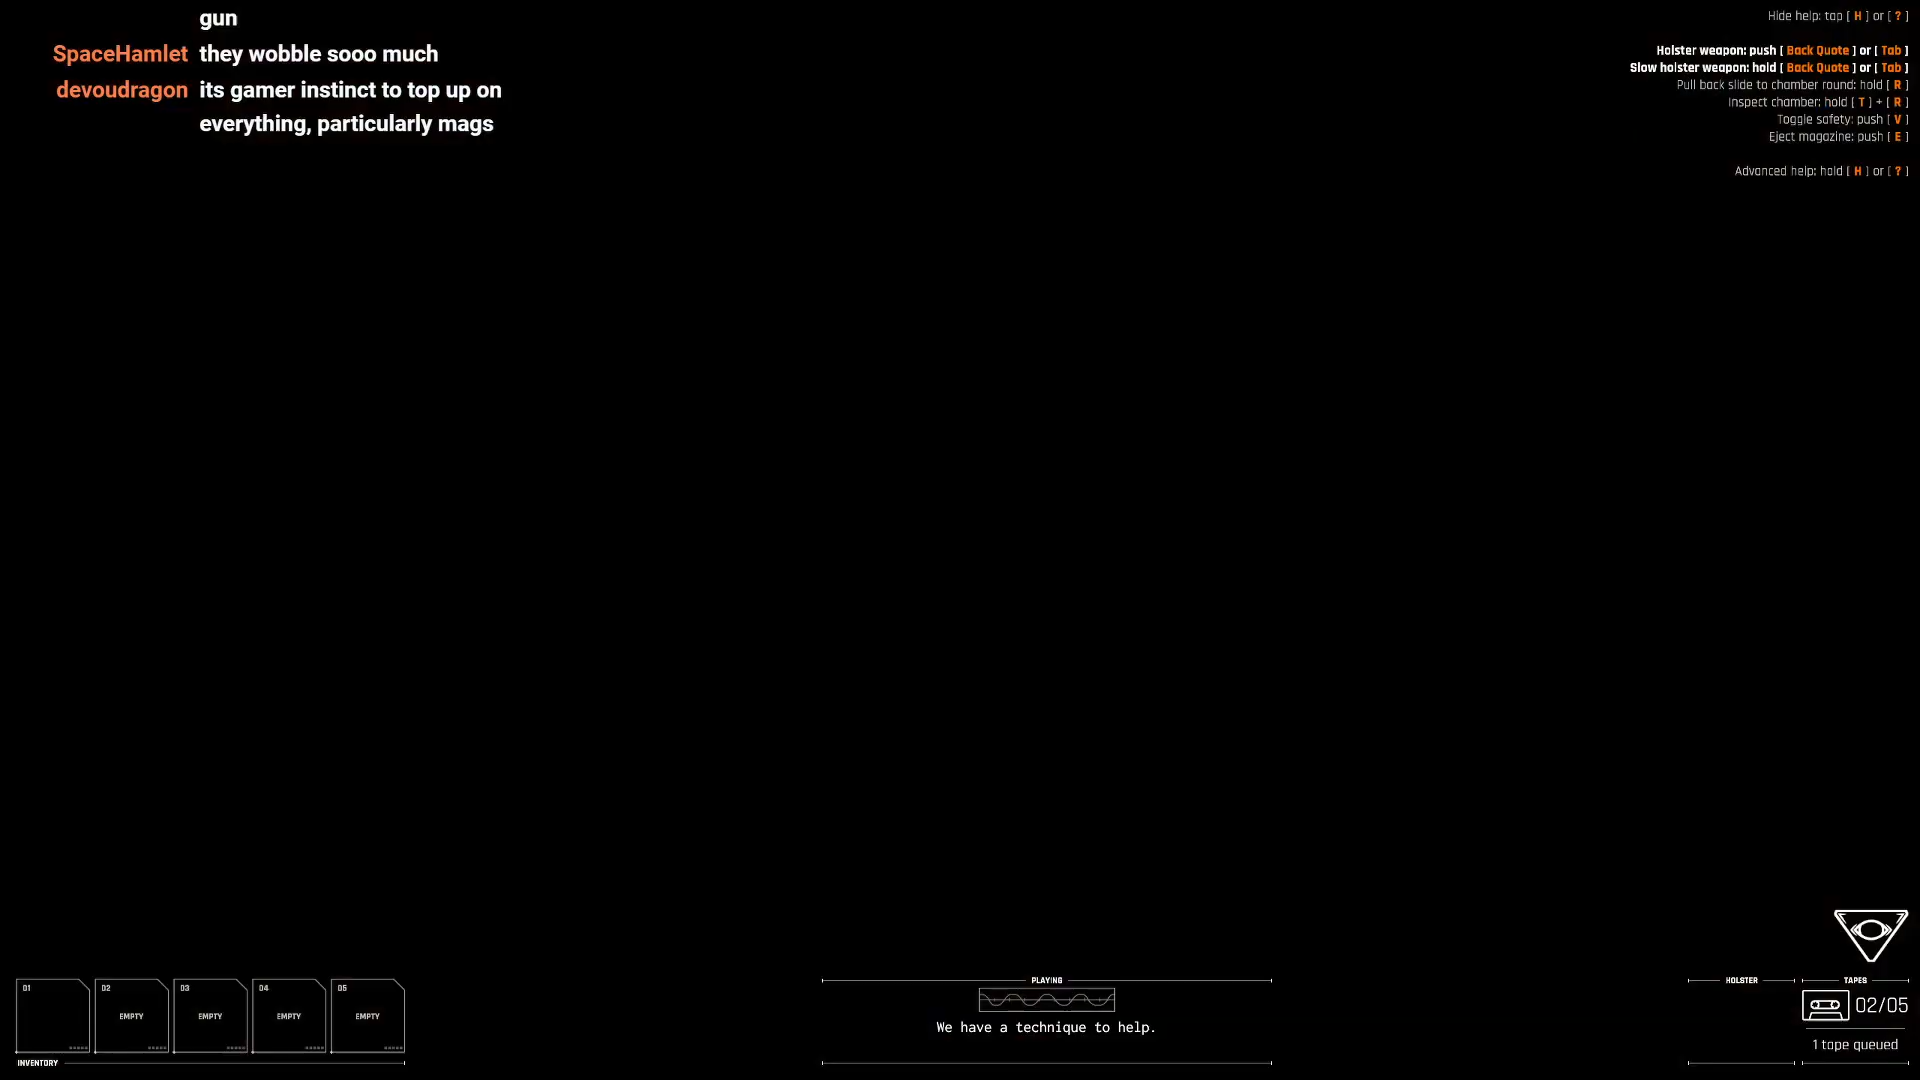 gun
SpaceHamlet they wobble sooo much
devoudragon its gamer instinct to top up on
everything, particularly mags
Hide help: tap [ H ] or [ ? ]
Holster weapon: push [ Back Quote ] or [ Tab ]
Slow holster weapon: hold [ Back Quote ] or [ Tab ]
Pull back slide to chamber round: hold [ R ]
Inspect chamber: hold [ T ] + [ R ]
Toggle safety: push [ V ]
Eject magazine: push [ E ]
Advanced help: hold [ H ] or [ ? ]
01 02 03 04 05
EMPTY EMPTY EMPTY EMPTY
INVENTORY
PLAYING
We have a technique to help.
HOLSTER TAPES
02/05
1 tape queued